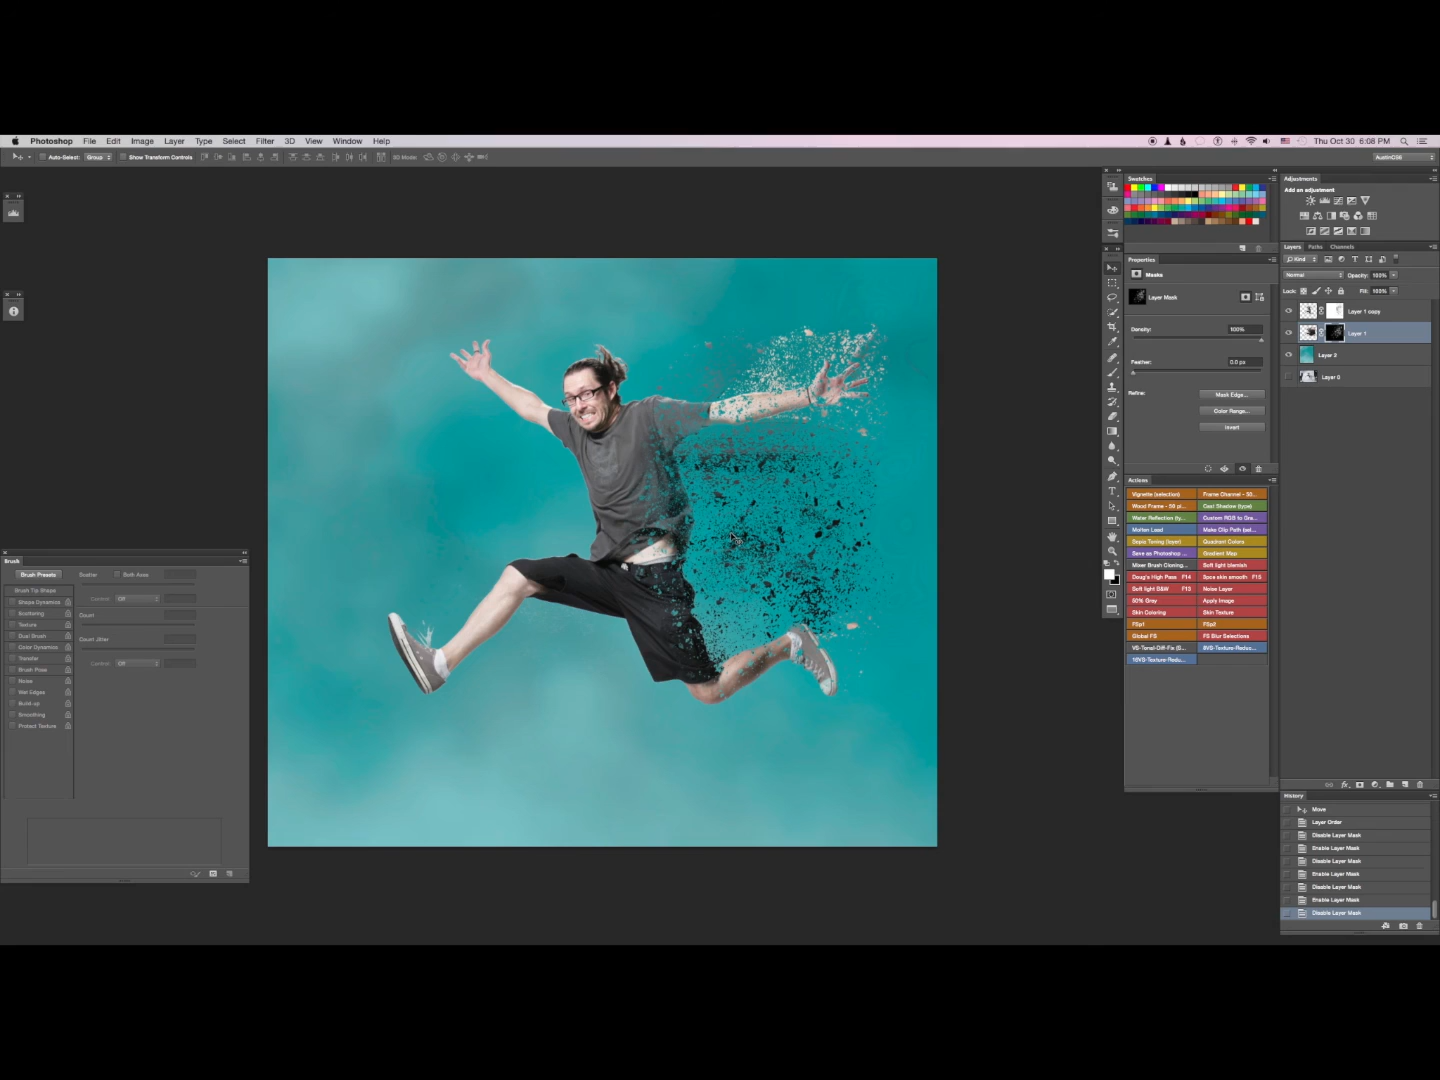 Photoshop File Edit Image Layer Type Select Filter 3D View Window Help
Thu Oct 30 6:08 PM
Auto-Select: Group Show Transform Controls
3D Mode:
AustinCS6
Swatches
Adjustments
Add an adjustment
Layers Paths Channels
Kind
Normal Opacity: 100%
Lock: Fill: 100%
Layer 1 copy
Layer 1
Layer 2
Layer 0
Properties
Masks
Layer Mask
Density: 100%
Feather: 0.0 px
Refine: Mask Edge...
Color Range...
Invert
Actions
Vignette (selection) Frame Channel - 50...
Wood Frame - 50 pi... Cast Shadow (type)
Water Reflection (ty... Custom RGB to Gra...
Molten Lead Make Clip Path (sel...
Sepia Toning (layer) Quadrant Colors
Save as Photoshop ... Gradient Map
Mixer Brush Cloning... Soft light blemish
Doug's High Pass F14 Spce skin smooth F15
Soft light B&W F13 Noise Layer
50% Grey Apply Image
Skin Coloring Skin Texture
FSp1 FSp2
Global FS FS Blur Selections
VG-Tonal-Diff-Fix (S... 8VG-Texture-Reduc...
16VG-Texture-Redu...
Brush
Brush Presets Scatter Both Axes
Brush Tip Shape
Shape Dynamics Control: Off
Scattering Count
Texture
Dual Brush Count Jitter
Color Dynamics
Transfer Control: Off
Brush Pose
Noise
Wet Edges
Build-up
Smoothing
Protect Texture
History
Move
Layer Order
Disable Layer Mask
Enable Layer Mask
Disable Layer Mask
Enable Layer Mask
Disable Layer Mask
Enable Layer Mask
Disable Layer Mask